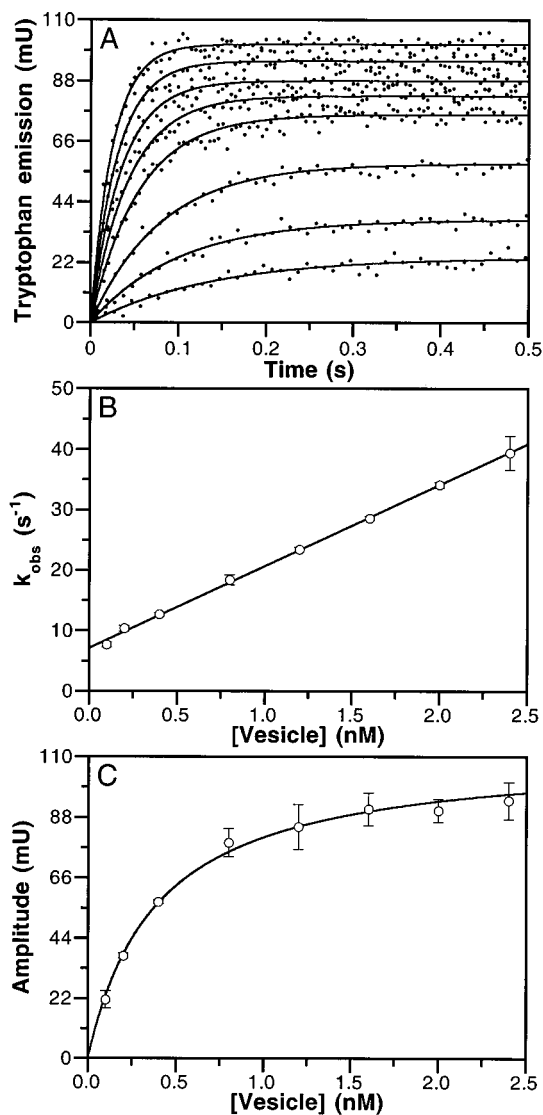 A
Tryptophan emission (mU)
110
88
66
44
22
0
0 0.1 0.2 0.3 0.4 0.5
Time (s)
B
k_obs (s⁻¹)
50
40
30
20
10
0
0.0 0.5 1.0 1.5 2.0 2.5
[Vesicle] (nM)
C
Amplitude (mU)
110
88
66
44
22
0
0.0 0.5 1.0 1.5 2.0 2.5
[Vesicle] (nM)